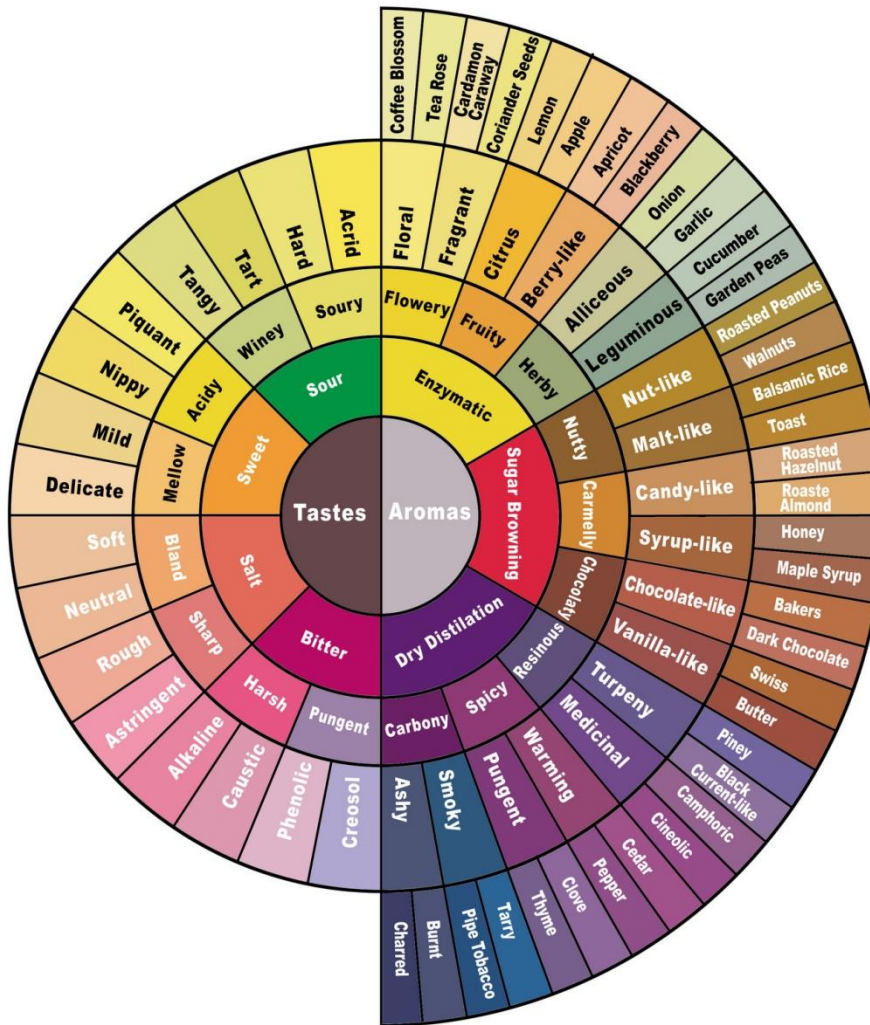 Tastes
Aromas
Sour
Sweet
Salt
Bitter
Enzymatic
Sugar Browning
Dry Distilation
Soury
Winey
Acidy
Mellow
Bland
Sharp
Harsh
Pungent
Flowery
Fruity
Herby
Nutty
Carmelly
Chocolaty
Resinous
Spicy
Carbony
Acrid
Hard
Tart
Tangy
Piquant
Nippy
Mild
Delicate
Soft
Neutral
Rough
Astringent
Alkaline
Caustic
Phenolic
Creosol
Floral
Fragrant
Citrus
Berry-like
Alliceous
Leguminous
Nut-like
Malt-like
Candy-like
Syrup-like
Chocolate-like
Vanilla-like
Turpeny
Medicinal
Warming
Pungent
Smoky
Ashy
Coffee Blossom
Tea Rose
Cardamon
Caraway
Coriander Seeds
Lemon
Apple
Apricot
Blackberry
Onion
Garlic
Cucumber
Garden Peas
Roasted Peanuts
Walnuts
Balsamic Rice
Toast
Roasted
Hazelnut
Roaste
Almond
Honey
Maple Syrup
Bakers
Dark Chocolate
Swiss
Butter
Piney
Black
Current-like
Camphoric
Cineolic
Cedar
Pepper
Clove
Thyme
Tarry
Pipe Tobacco
Burnt
Charred